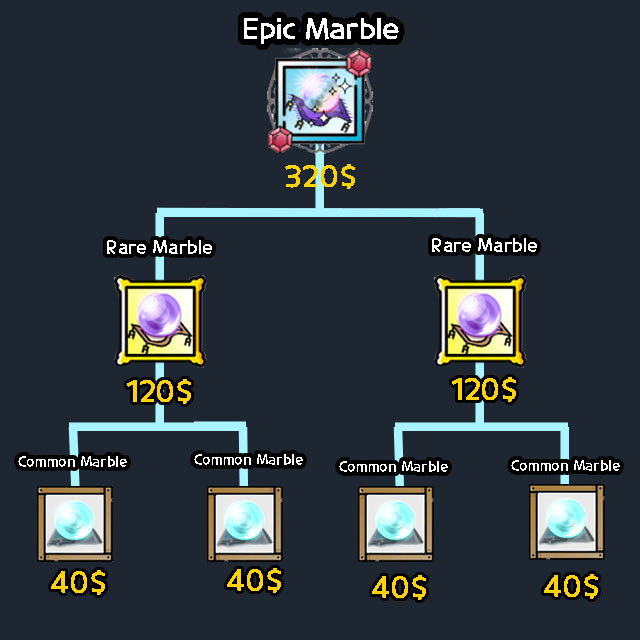 Epic Marble
320$
Rare Marble
Rare Marble
120$
120$
Common Marble
Common Marble
Common Marble
Common Marble
40$
40$
40$
40$